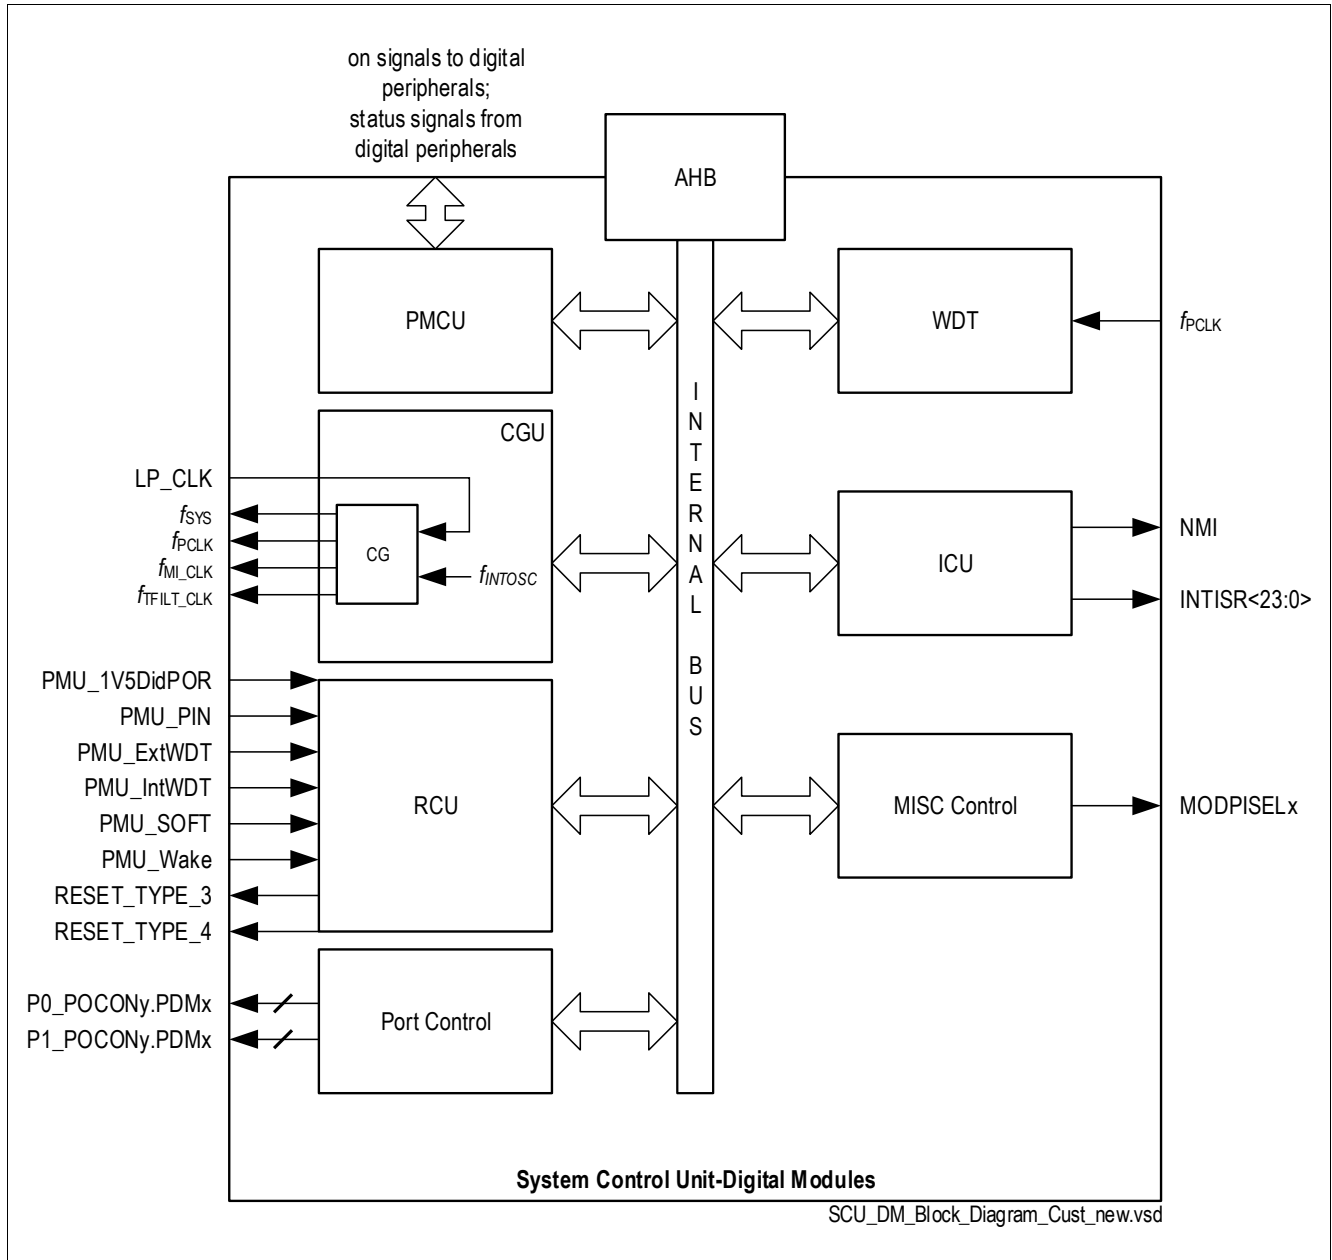 on signals to digital
peripherals;
status signals from
digital peripherals
AHB
PMCU
WDT
fPCLK
INTERNAL BUS
CGU
LP_CLK
fSYS
fPCLK
fMI_CLK
fTFILT_CLK
CG
fINTOSC
ICU
NMI
INTISR<23:0>
PMU_1V5DidPOR
PMU_PIN
PMU_ExtWDT
PMU_IntWDT
PMU_SOFT
PMU_Wake
RESET_TYPE_3
RESET_TYPE_4
RCU
MISC Control
MODPISELx
P0_POCONy.PDMx
P1_POCONy.PDMx
Port Control
System Control Unit-Digital Modules
SCU_DM_Block_Diagram_Cust_new.vsd